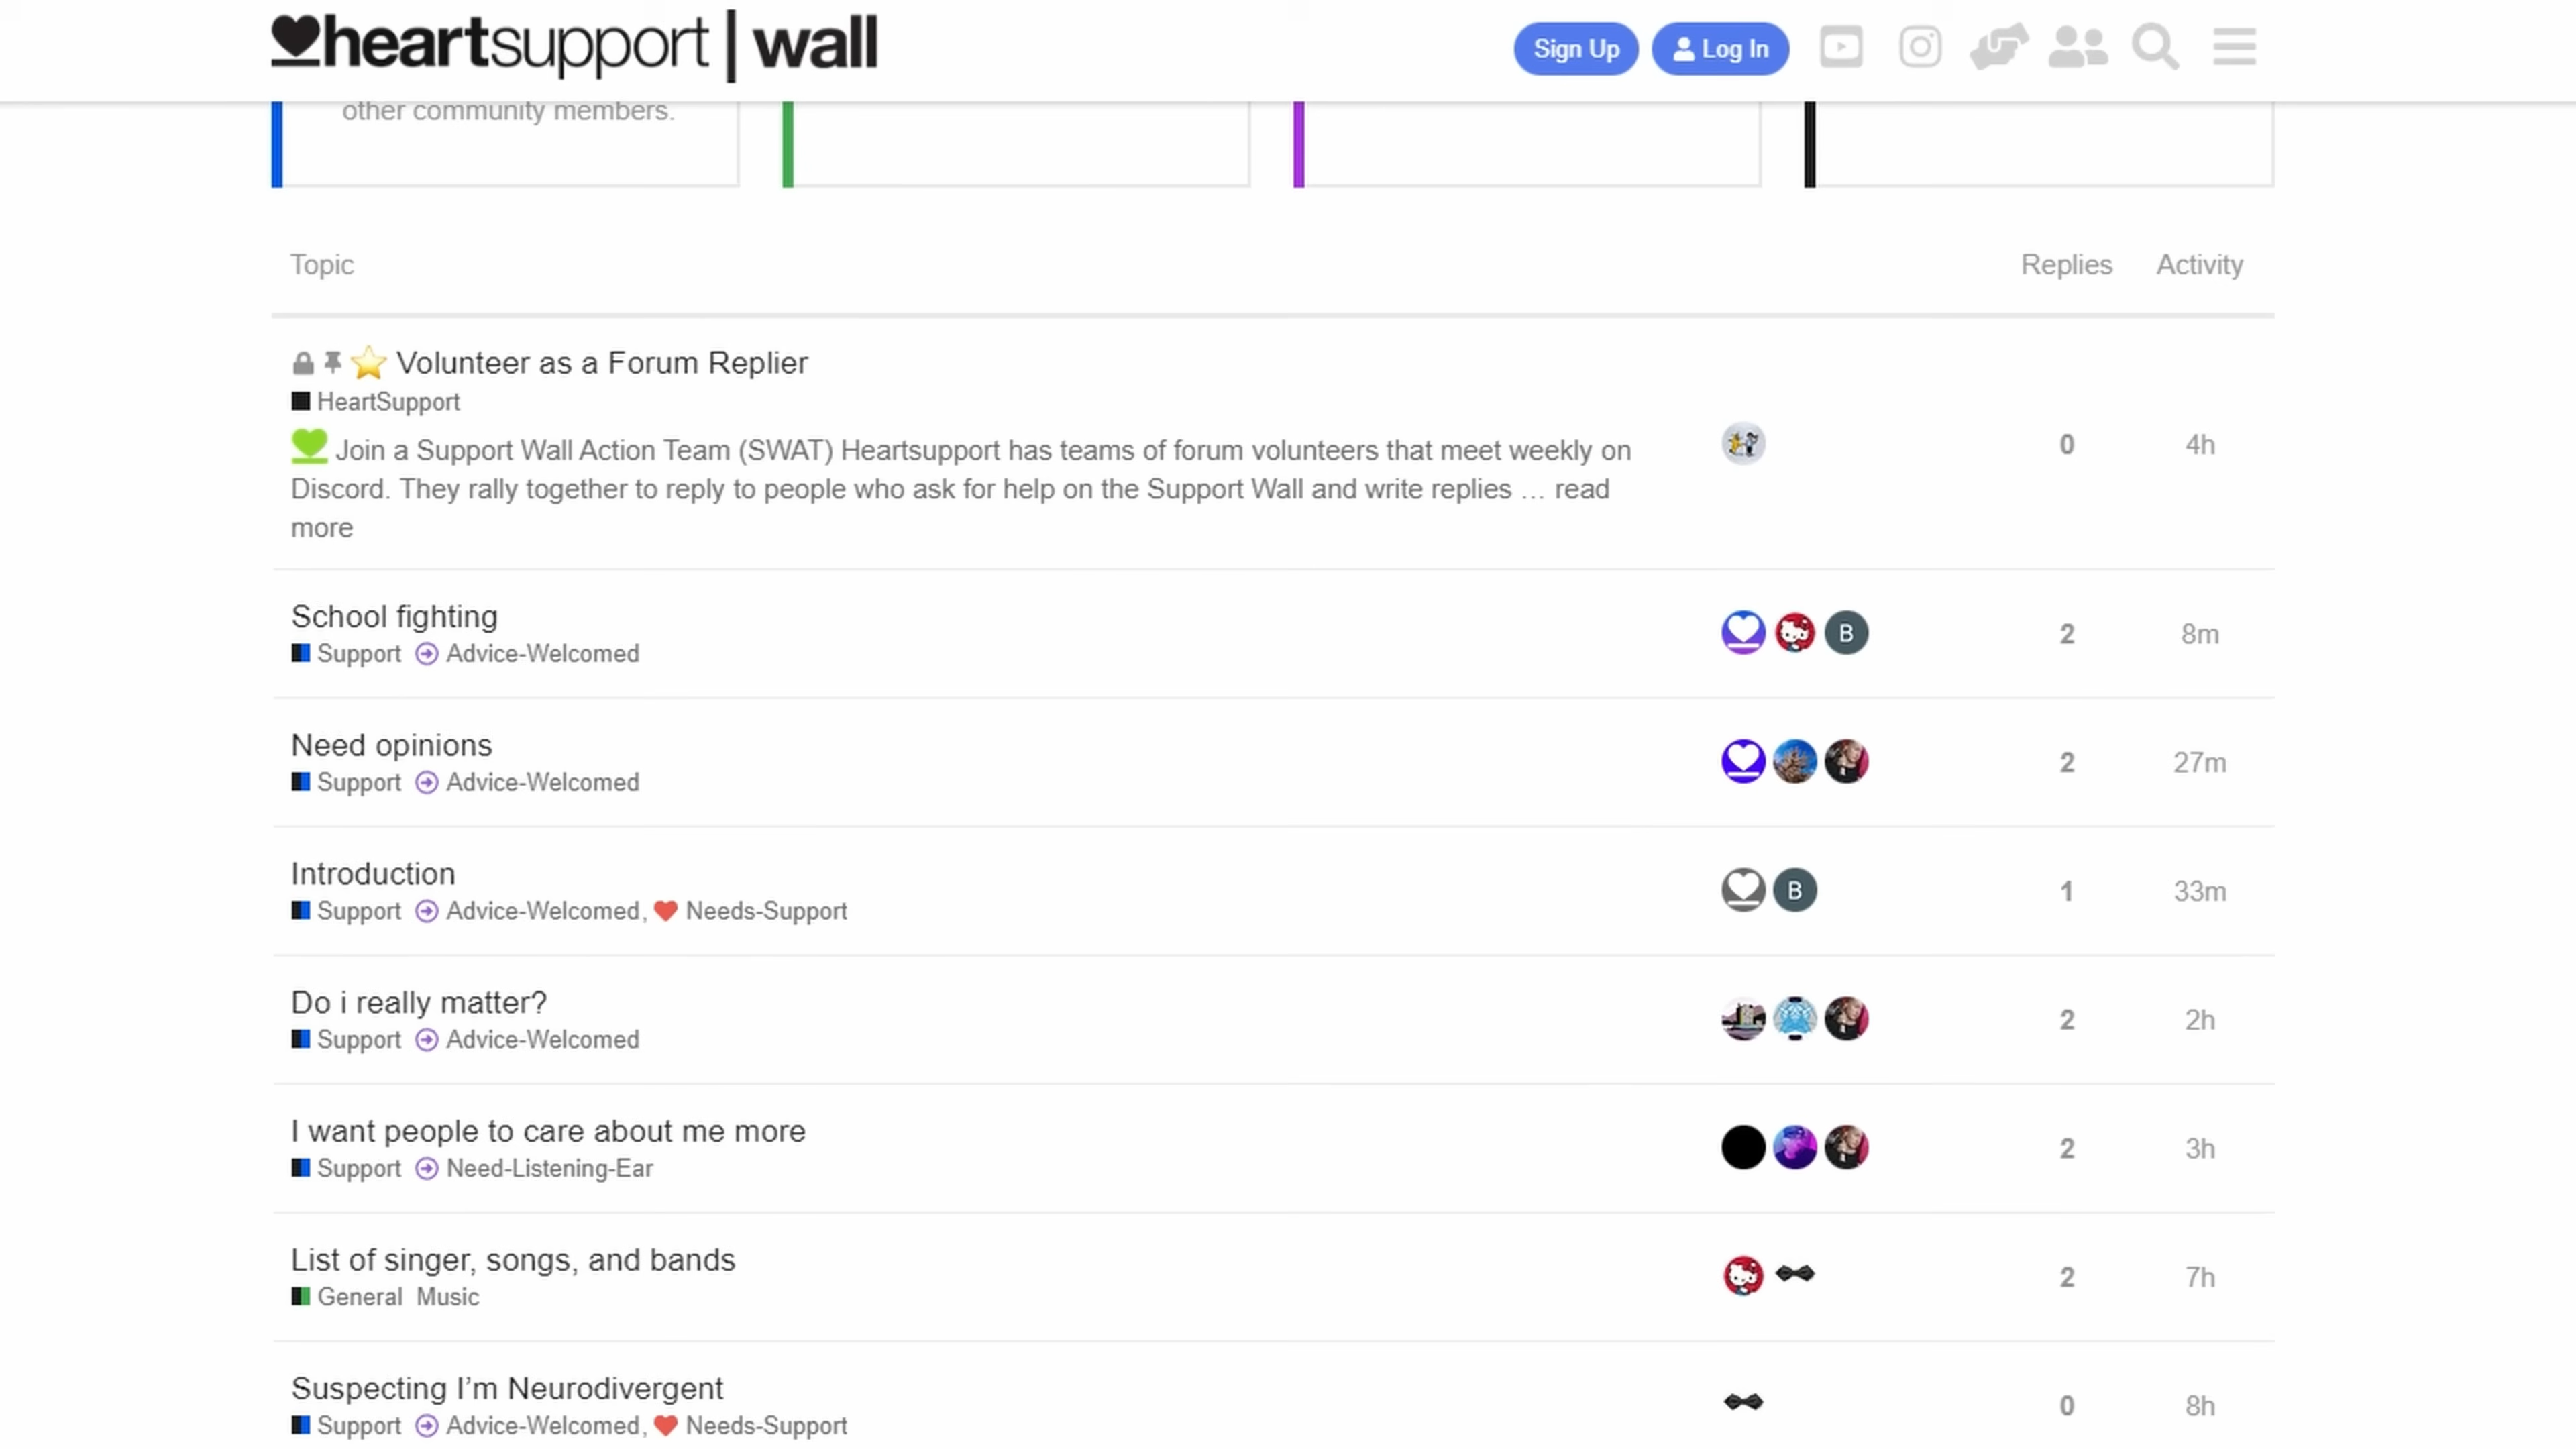 heartsupport | wall
Sign Up
Log In
other community members.
Topic
Replies
Activity
Volunteer as a Forum Replier
HeartSupport
Join a Support Wall Action Team (SWAT) Heartsupport has teams of forum volunteers that meet weekly on
Discord. They rally together to reply to people who ask for help on the Support Wall and write replies … read
more
0
4h
School fighting
Support Advice-Welcomed
B
2
8m
Need opinions
Support Advice-Welcomed
2
27m
Introduction
Support Advice-Welcomed, Needs-Support
B
1
33m
Do i really matter?
Support Advice-Welcomed
2
2h
I want people to care about me more
Support Need-Listening-Ear
2
3h
List of singer, songs, and bands
General Music
2
7h
Suspecting I’m Neurodivergent
Support Advice-Welcomed, Needs-Support
0
8h